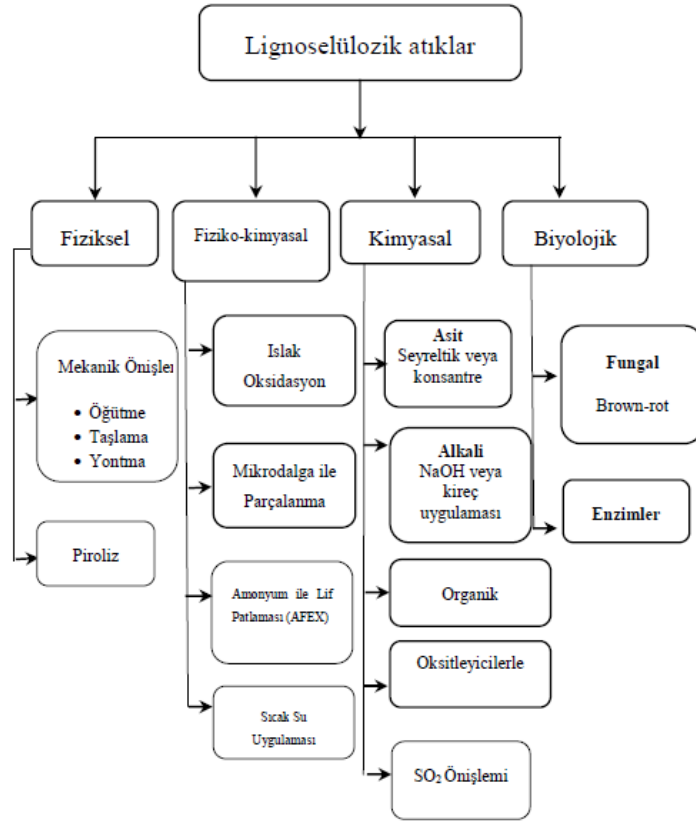 Lignoselülozik atıklar
Fiziksel
Fiziko-kimyasal
Kimyasal
Biyolojik
Mekanik Önişler
• Öğütme
• Taşlama
• Yontma
Piroliz
Islak
Oksidasyon
Mikrodalga ile
Parçalanma
Amonyum ile Lif
Patlaması (AFEX)
Sıcak Su
Uygulaması
Asit
Seyreltik veya
konsantre
Alkali
NaOH veya
kireç
uygulaması
Organik
Oksitleyicilerle
SO₂ Önişlemi
Fungal
Brown-rot
Enzimler